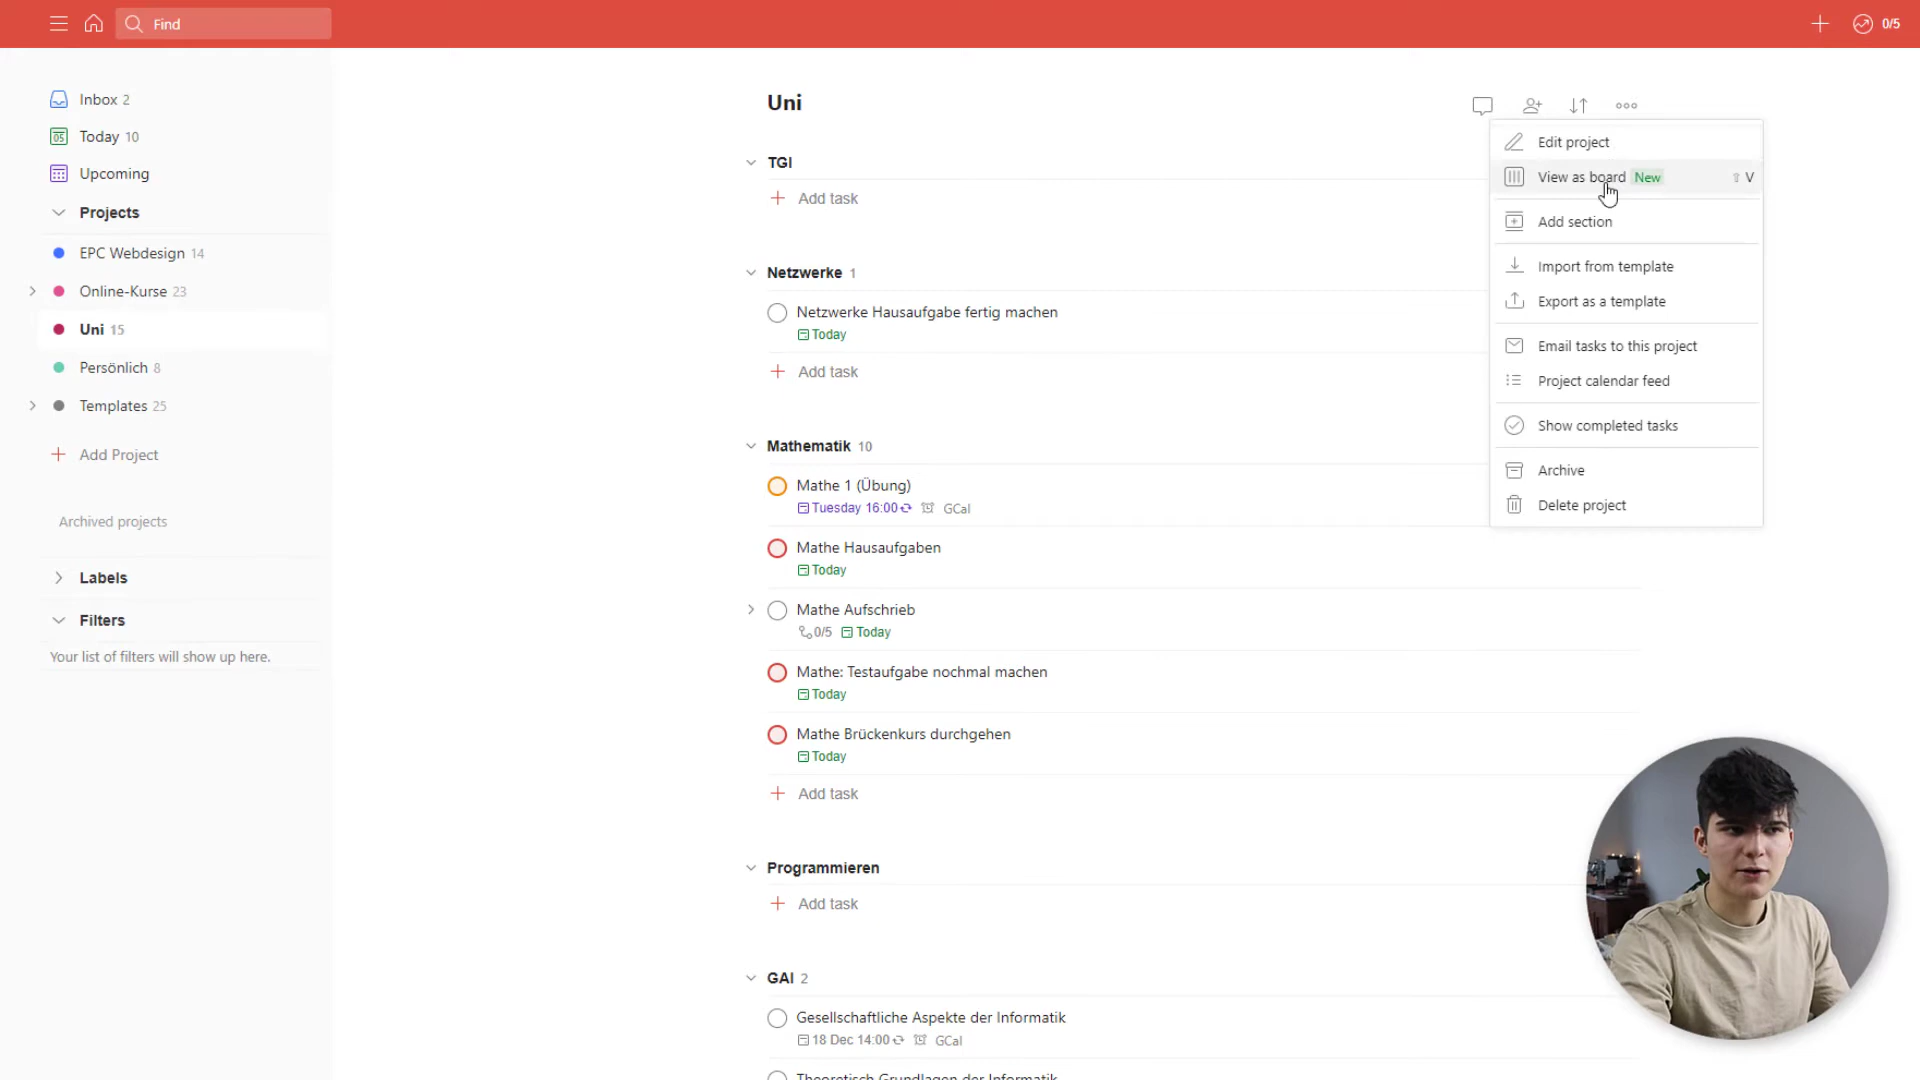 Find
0/5
Inbox 2
Today 10
05
Upcoming
Projects
EPC Webdesign 14
Online-Kurse 23
Uni 15
Persönlich 8
Templates 25
Add Project
Archived projects
Labels
Filters
Your list of filters will show up here.
Uni
TGI
Add task
Netzwerke 1
Netzwerke Hausaufgabe fertig machen
Today
Add task
Mathematik 10
Mathe 1 (Übung)
Tuesday 16:00 GCal
Mathe Hausaufgaben
Today
Mathe Aufschrieb
0/5 Today
Mathe: Testaufgabe nochmal machen
Today
Mathe Brückenkurs durchgehen
Today
Add task
Programmieren
Add task
GAI 2
Gesellschaftliche Aspekte der Informatik
18 Dec 14:00 GCal
Theoretisch Grundlagen der Informatik
Edit project
View as board New ⇧ V
Add section
Import from template
Export as a template
Email tasks to this project
Project calendar feed
Show completed tasks
Archive
Delete project